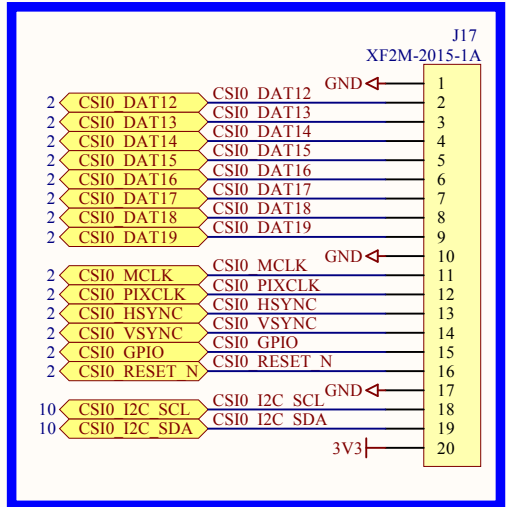 J17
XF2M-2015-1A
GND 1
2 CSI0_DAT12 CSI0_DAT12 2
2 CSI0_DAT13 CSI0_DAT13 3
2 CSI0_DAT14 CSI0_DAT14 4
2 CSI0_DAT15 CSI0_DAT15 5
2 CSI0_DAT16 CSI0_DAT16 6
2 CSI0_DAT17 CSI0_DAT17 7
2 CSI0_DAT18 CSI0_DAT18 8
2 CSI0_DAT19 CSI0_DAT19 9
GND 10
2 CSI0_MCLK CSI0_MCLK 11
2 CSI0_PIXCLK CSI0_PIXCLK 12
2 CSI0_HSYNC CSI0_HSYNC 13
2 CSI0_VSYNC CSI0_VSYNC 14
2 CSI0_GPIO CSI0_GPIO 15
2 CSI0_RESET_N CSI0_RESET_N 16
GND 17
10 CSI0_I2C_SCL CSI0_I2C_SCL 18
10 CSI0_I2C_SDA CSI0_I2C_SDA 19
3V3 20